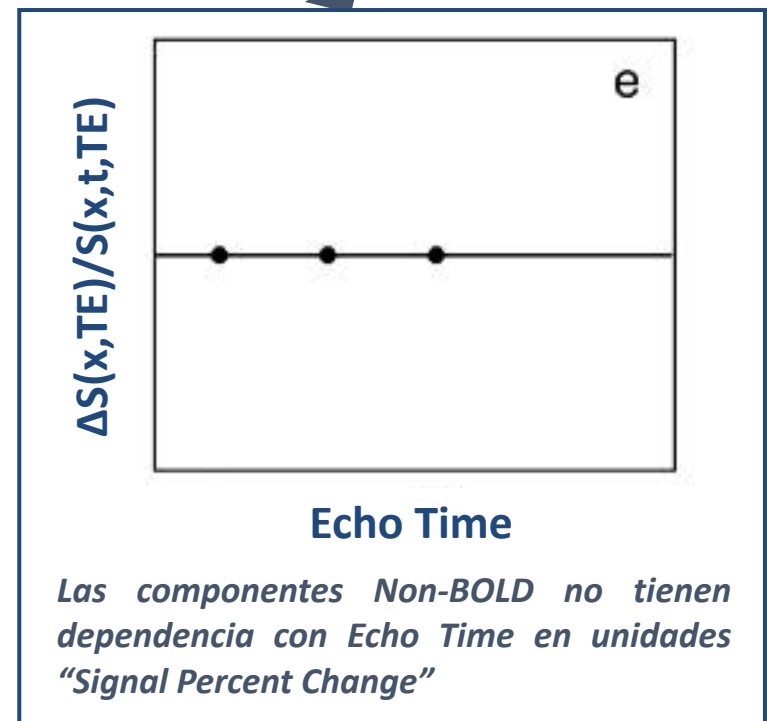 e
ΔS(x,TE)/S(x,t,TE)
Echo Time
Las componentes Non-BOLD no tienen
dependencia con Echo Time en unidades
“Signal Percent Change”